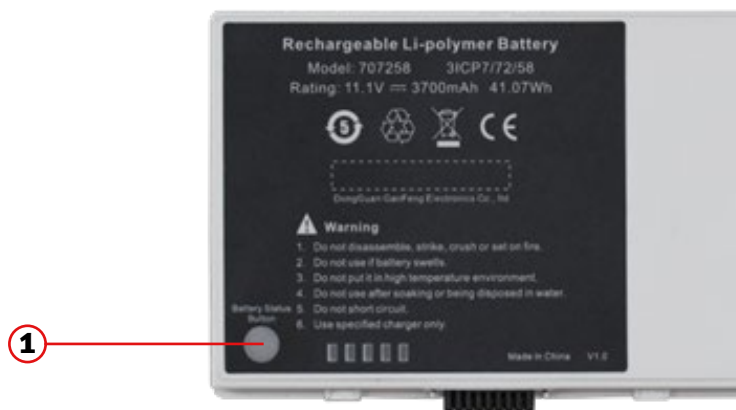 Rechargeable Li-polymer Battery
Model: 707258 3ICP7/72/58
Rating: 11.1V ⎓ 3700mAh 41.07Wh
5
CE
DongGuan GanFeng Electronics Co., ltd
Warning
1. Do not disassemble, strike, crush or set on fire.
2. Do not use if battery swells.
3. Do not put it in high temperature environment.
4. Do not use after soaking or being disposed in water.
5. Do not short circuit.
6. Use specified charger only.
Battery Status
Button
1
Made In China V1.0